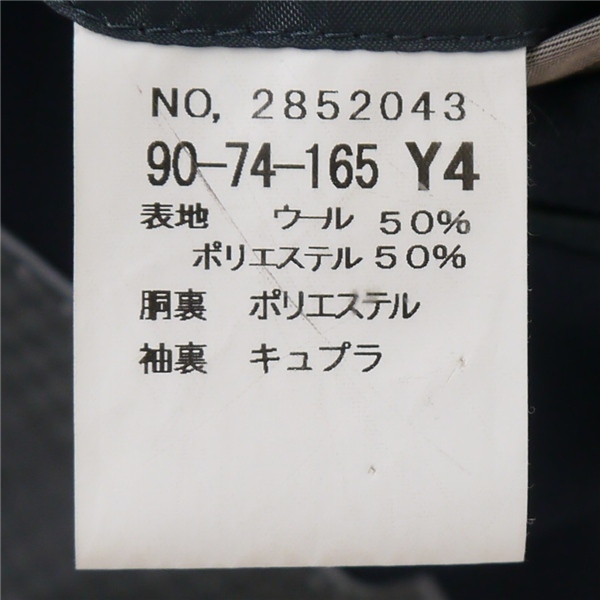 NO, 2852043
90-74-165 Y4
表地 ウール 50%
ポリエステル 50%
胴裏 ポリエステル
袖裏 キュプラ